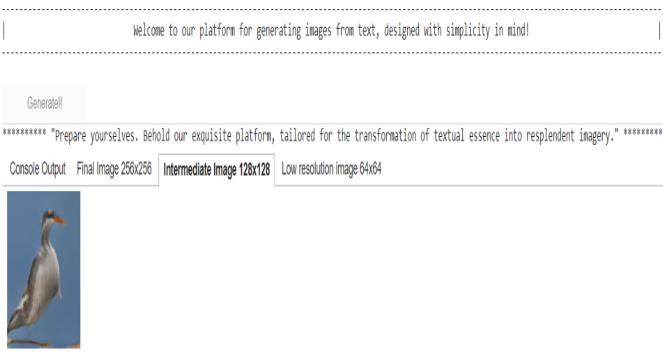 Welcome to our platform for generating images from text, designed with simplicity in mind!
Generate!!
********** "Prepare yourselves. Behold our exquisite platform, tailored for the transformation of textual essence into resplendent imagery." *********
Console Output Final Image 256x256 Intermediate Image 128x128 Low resolution image 64x64